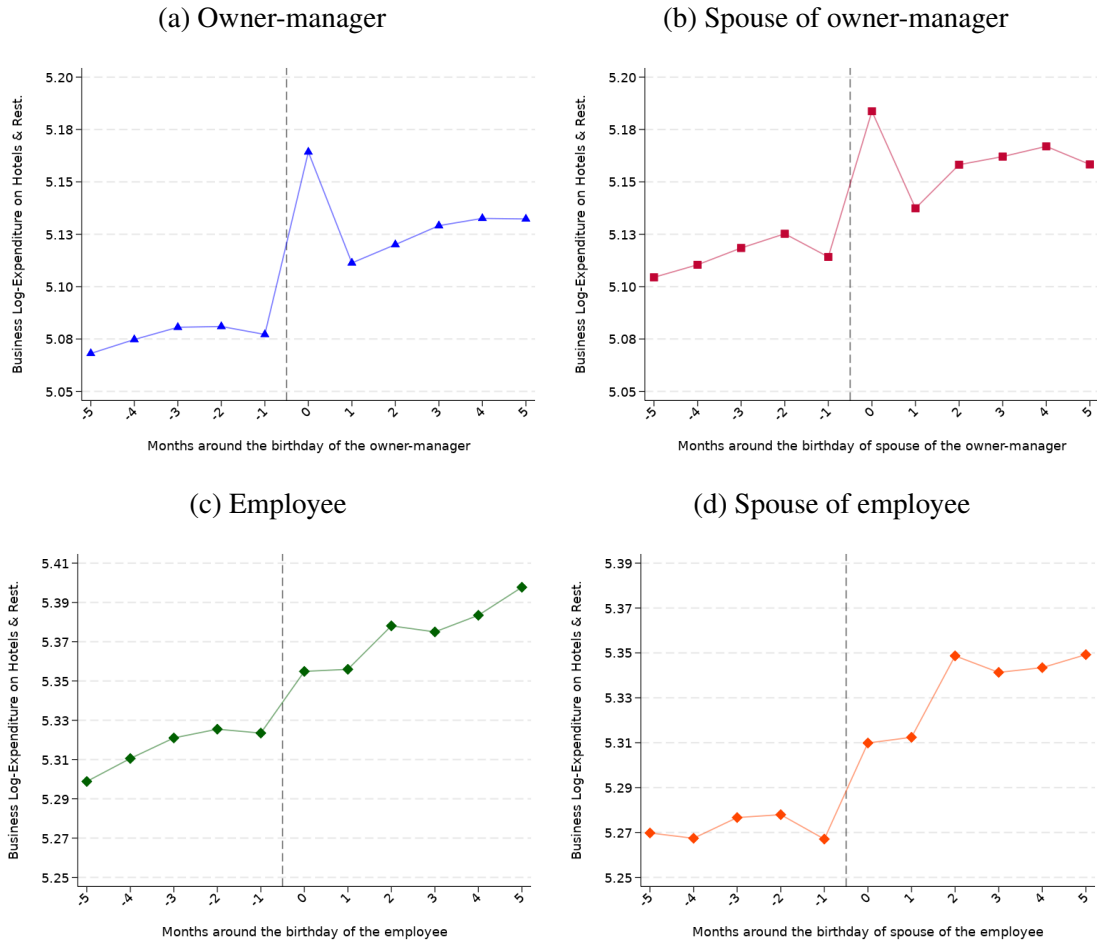 (a) Owner-manager
(b) Spouse of owner-manager
Business Log-Expenditure on Hotels & Rest.
5.20
5.18
5.15
5.13
5.10
5.08
5.05
-5 -4 -3 -2 -1 0 1 2 3 4 5
Months around the birthday of the owner-manager
Business Log-Expenditure on Hotels & Rest.
5.20
5.18
5.15
5.13
5.10
5.08
5.05
-5 -4 -3 -2 -1 0 1 2 3 4 5
Months around the birthday of spouse of the owner-manager
(c) Employee
(d) Spouse of employee
Business Log-Expenditure on Hotels & Rest.
5.41
5.39
5.37
5.35
5.33
5.31
5.29
5.27
5.25
-5 -4 -3 -2 -1 0 1 2 3 4 5
Months around the birthday of the employee
Business Log-Expenditure on Hotels & Rest.
5.39
5.37
5.35
5.33
5.31
5.29
5.27
5.25
-5 -4 -3 -2 -1 0 1 2 3 4 5
Months around the birthday of spouse of the employee